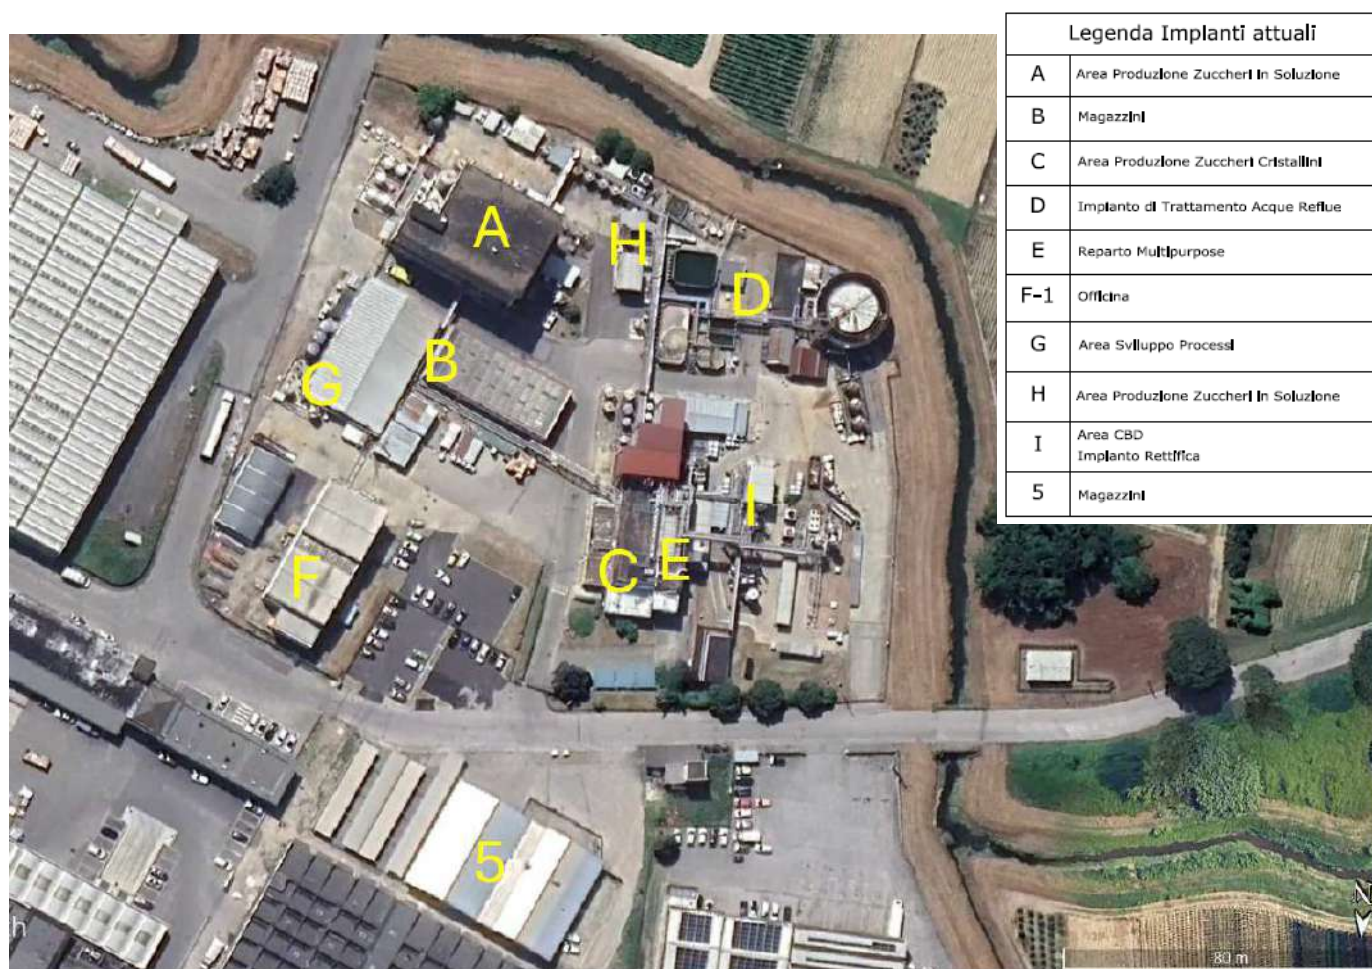 Legenda Impianti attuali
A Area Produzione Zuccheri in Soluzione
B Magazzini
C Area Produzione Zuccheri Cristallini
D Impianto di Trattamento Acque Reflue
E Reparto Multipurpose
F-1 Officina
G Area Sviluppo Processi
H Area Produzione Zuccheri in Soluzione
I Area CBD
Impianto Rettifica
5 Magazzini
A
H
D
B
G
I
E
C
F
5
h
N
80 m